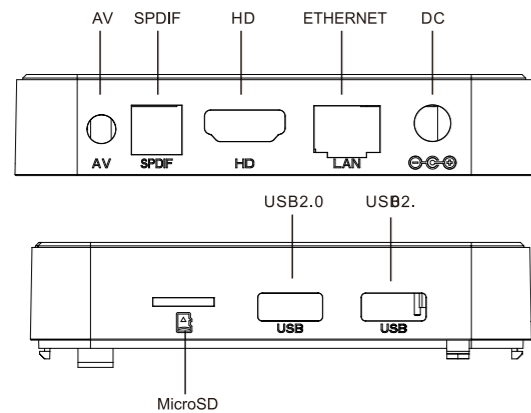 AV SPDIF HD ETHERNET DC
AV SPDIF HD LAN
USB2.0 USB2.
USB USB
MicroSD